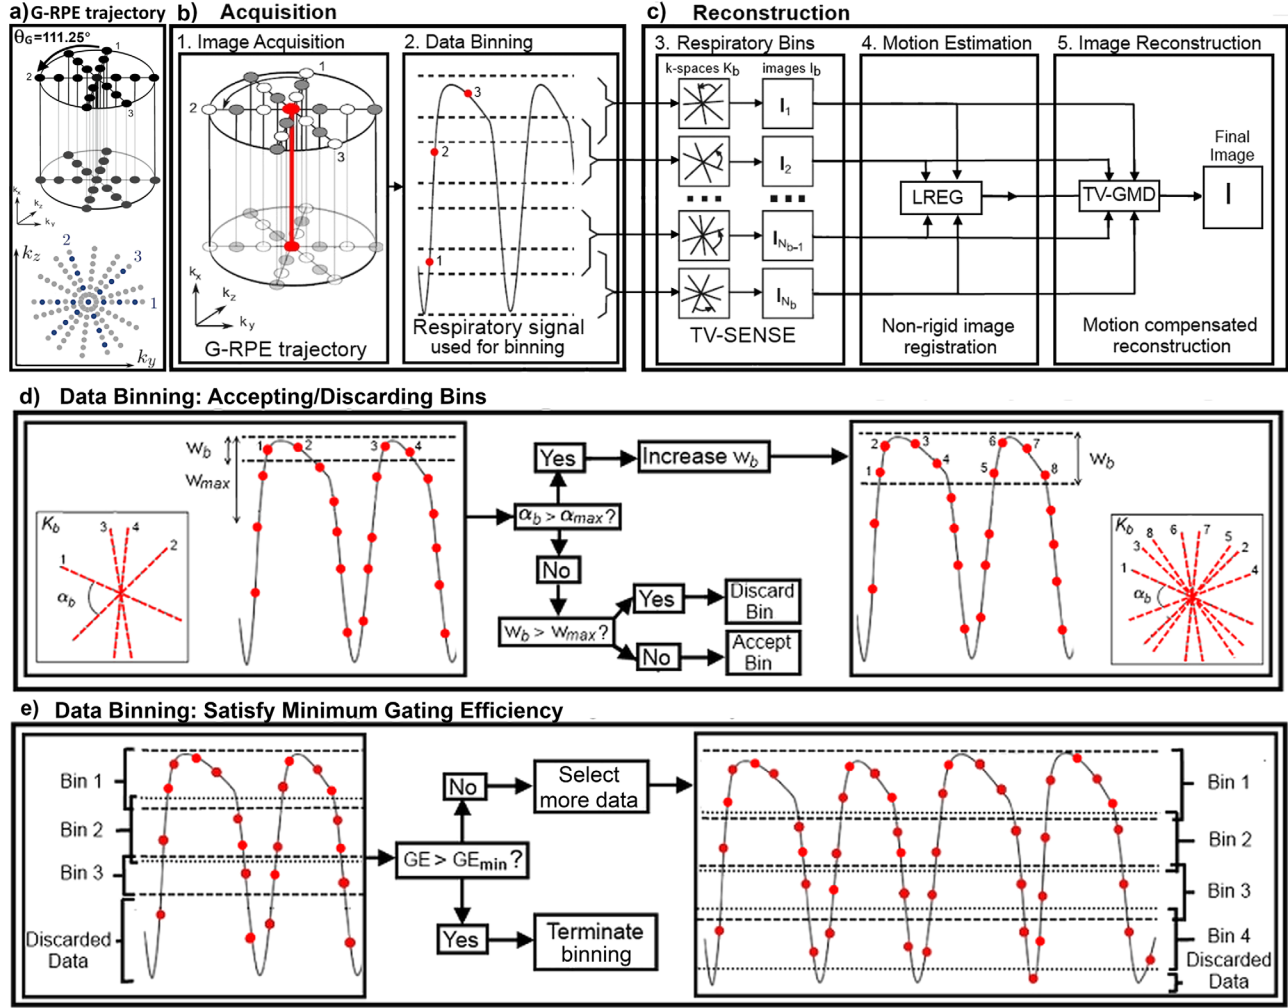 a) G-RPE trajectory
θG=111.25°
1
2
3
kx
kz
ky
2
3
kz
1
ky
b) Acquisition
1. Image Acquisition
1
2
3
kx
kz
ky
G-RPE trajectory
2. Data Binning
3
2
1
Respiratory signal
used for binning
c) Reconstruction
3. Respiratory Bins
k-spaces Kb
images Ib
I1
I2
INb-1
INb
TV-SENSE
4. Motion Estimation
LREG
Non-rigid image
registration
5. Image Reconstruction
TV-GMD
Final
Image
I
Motion compensated
reconstruction
d) Data Binning: Accepting/Discarding Bins
Kb
3 4
1
2
αb
wb
wmax
1 2 3 4
αb > αmax?
Yes
Increase wb
No
wb > wmax?
Yes
Discard
Bin
No
Accept
Bin
2 3 6 7
1 4 5 8
wb
Kb
8 6 7
3 5
2
1 4
αb
e) Data Binning: Satisfy Minimum Gating Efficiency
Bin 1
Bin 2
Bin 3
Discarded
Data
GE > GEmin ?
No
Select
more data
Yes
Terminate
binning
Bin 1
Bin 2
Bin 3
Bin 4
Discarded
Data